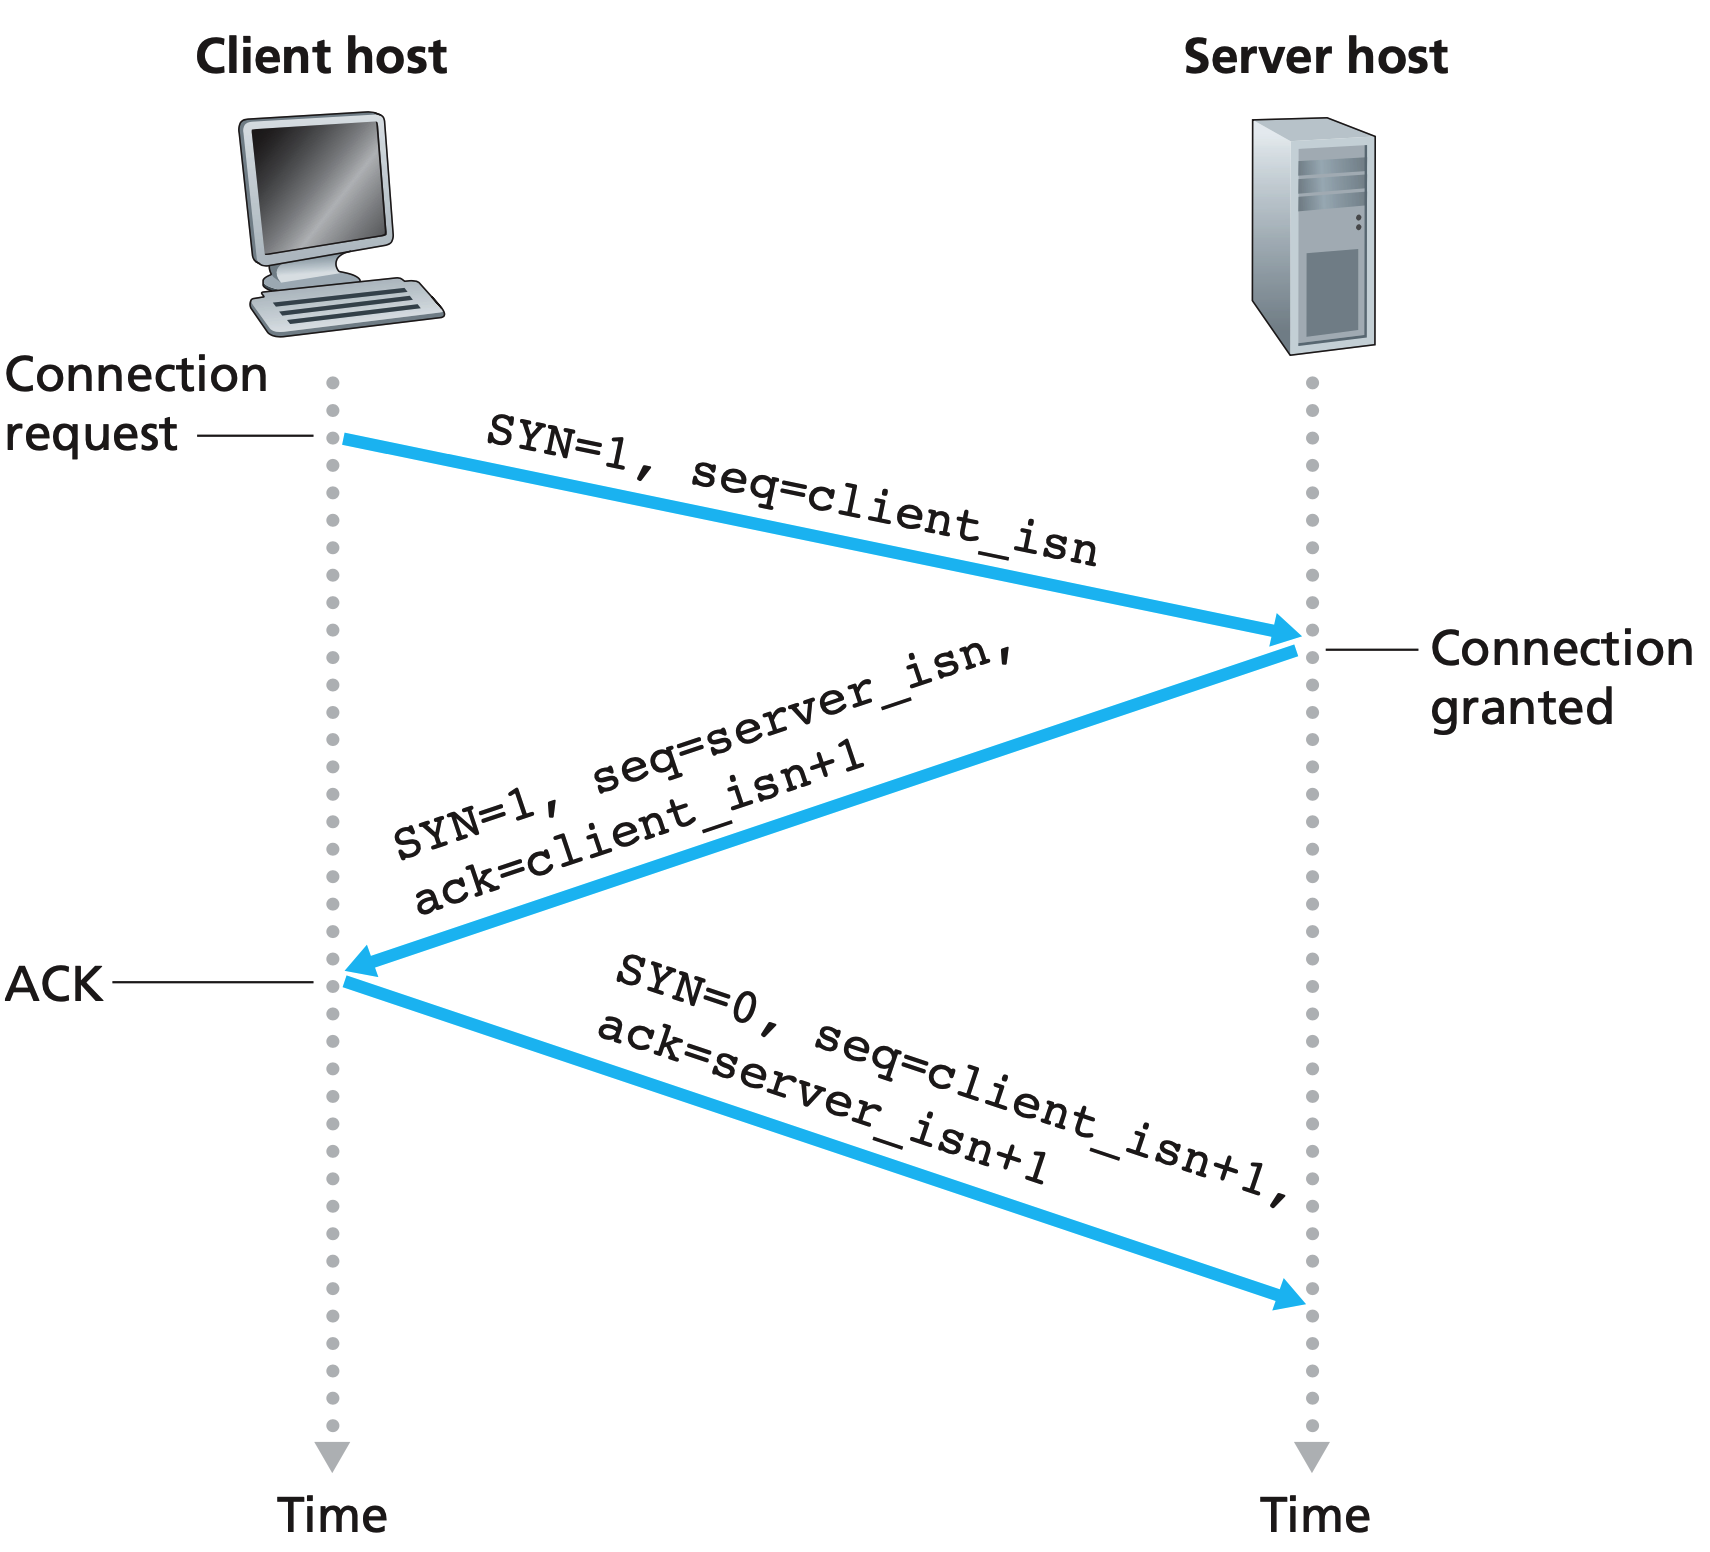 Client host
Server host
Connection
request
SYN=1, seq=client_isn
Connection
granted
SYN=1, seq=server_isn,
ack=client_isn+1
ACK
SYN=0, seq=client_isn+1,
ack=server_isn+1
Time
Time